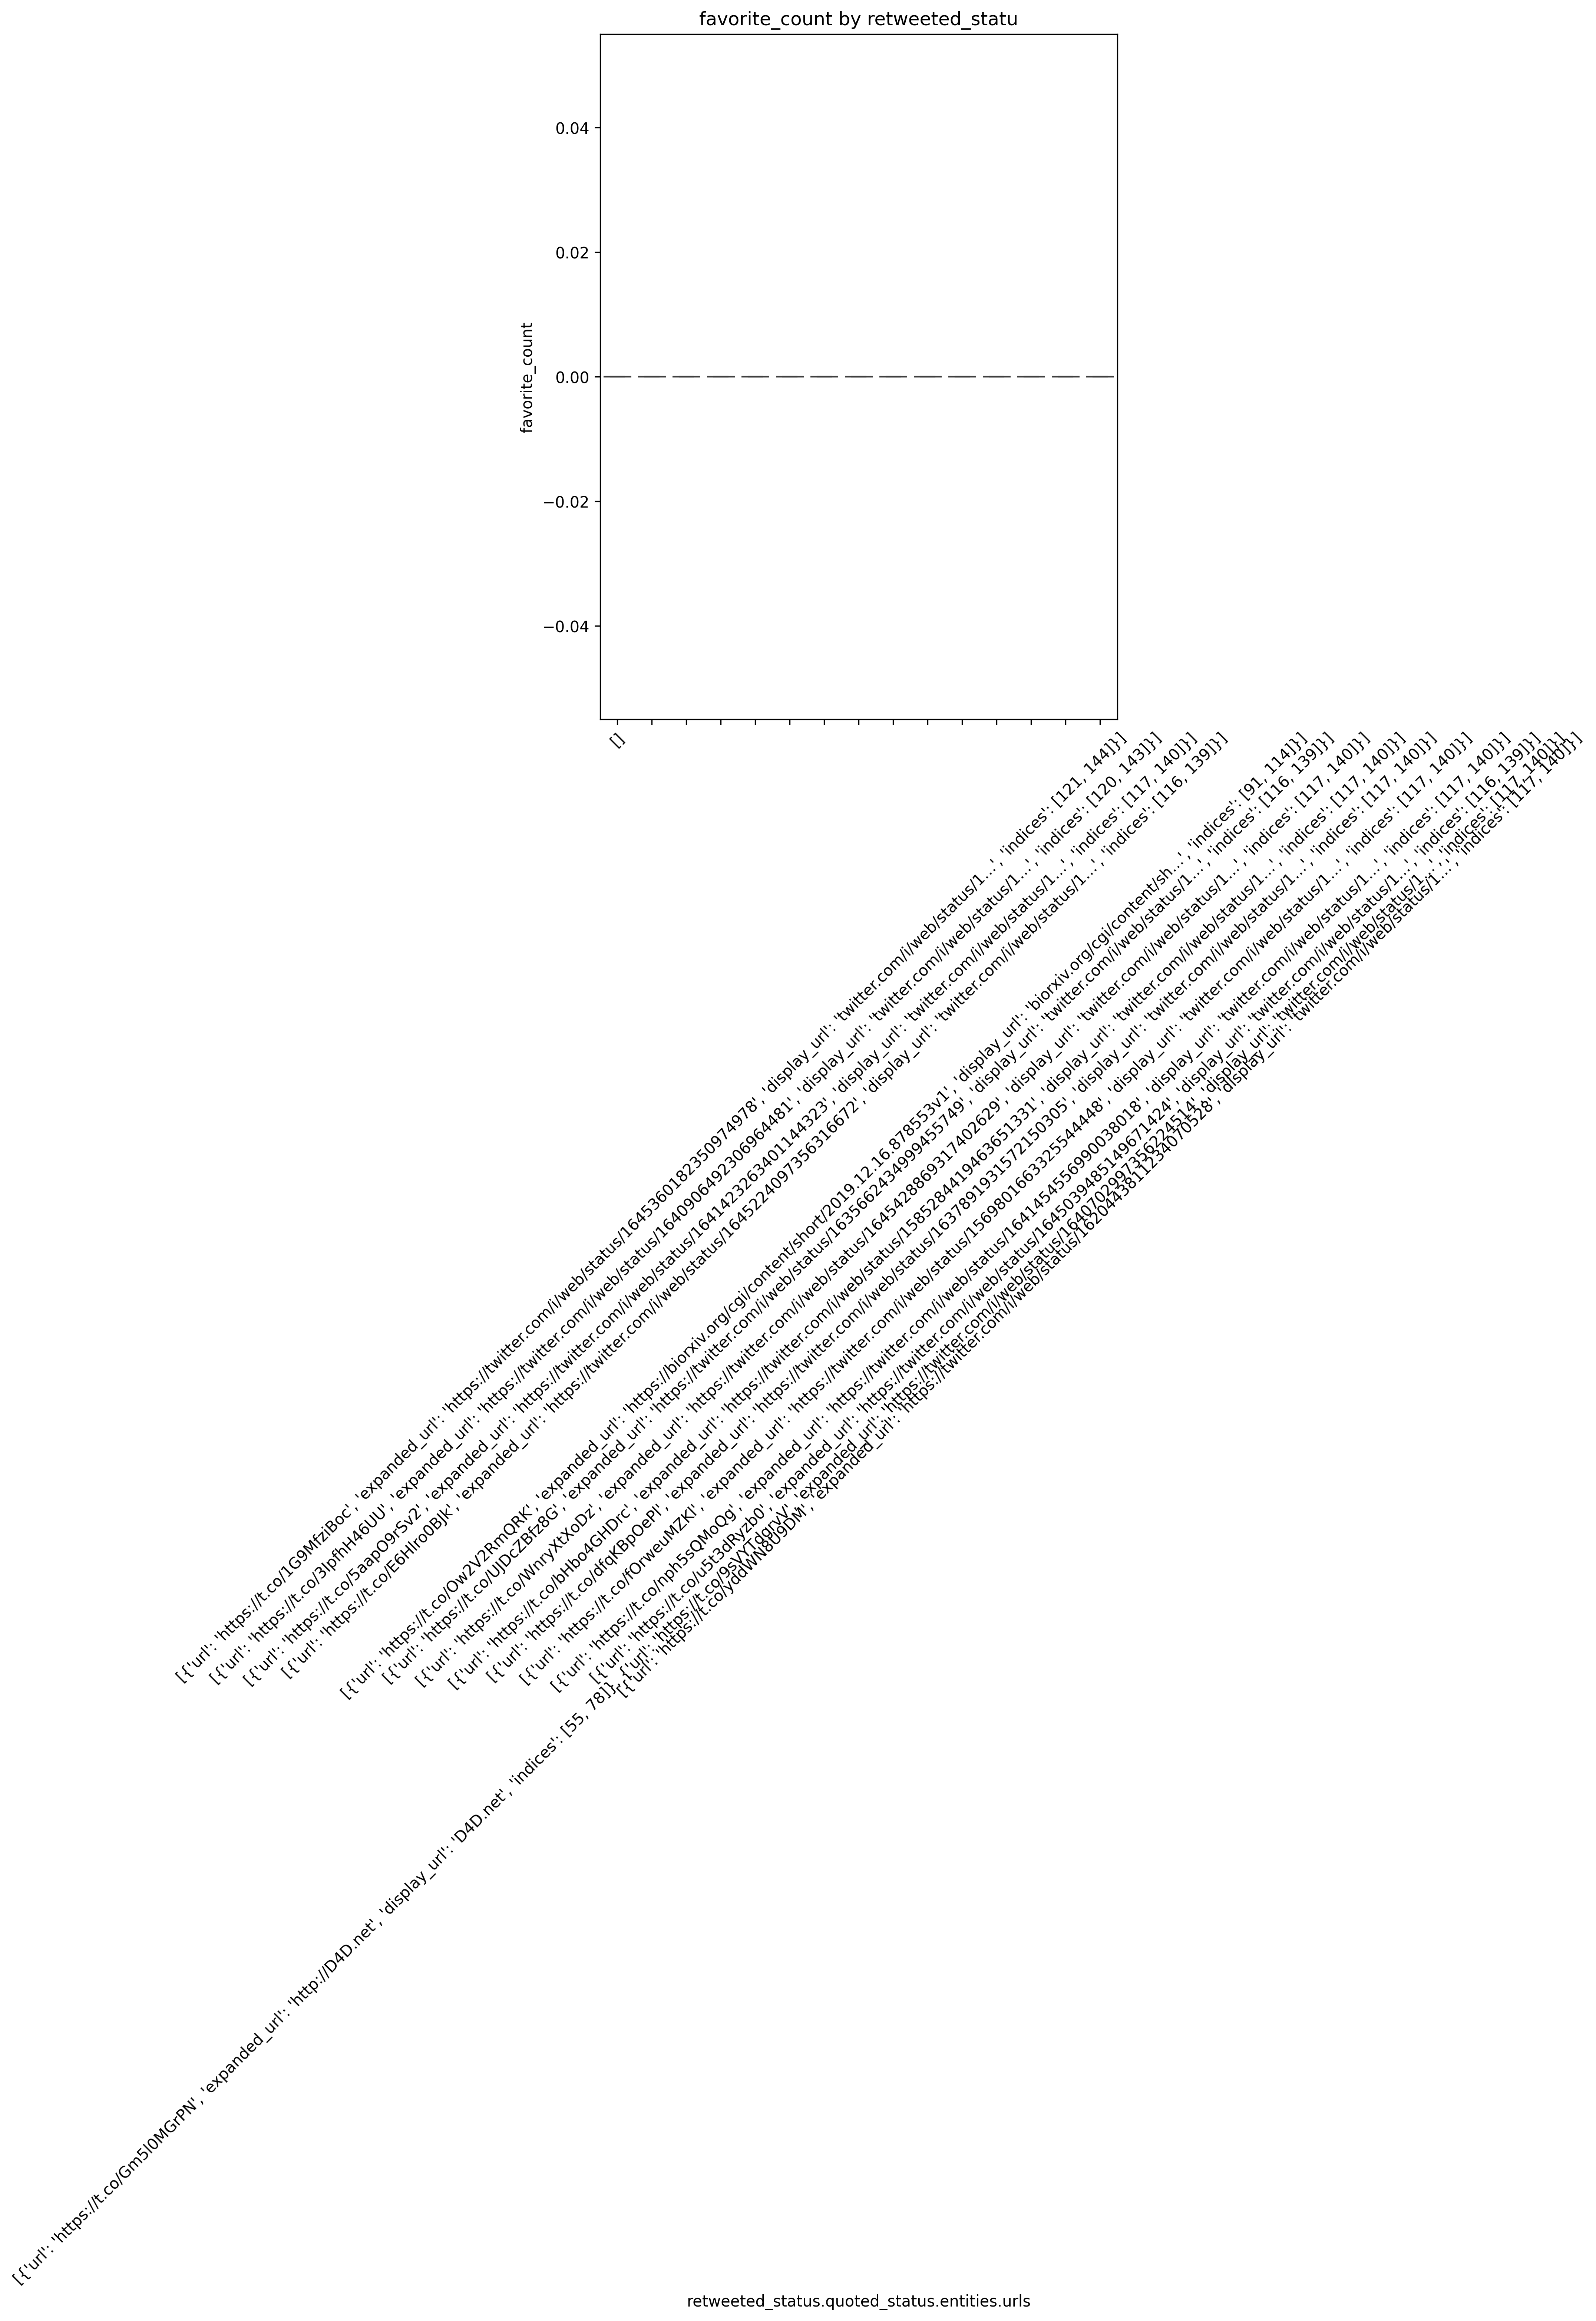 favorite_count by retweeted_statu
favorite_count
0.04
0.02
0.00
−0.02
−0.04
[]
[{'url': 'https://t.co/1G9MfziBoc', 'expanded_url': 'https://twitter.com/i/web/status/1645360182350974978', 'display_url': 'twitter.com/i/web/status/1…', 'indices': [121, 144]}]
[{'url': 'https://t.co/3IpfhH46UU', 'expanded_url': 'https://twitter.com/i/web/status/1640906492306964481', 'display_url': 'twitter.com/i/web/status/1…', 'indices': [120, 143]}]
[{'url': 'https://t.co/5aapO9rSv2', 'expanded_url': 'https://twitter.com/i/web/status/1641423263401144323', 'display_url': 'twitter.com/i/web/status/1…', 'indices': [117, 140]}]
[{'url': 'https://t.co/E6Hlro0BJk', 'expanded_url': 'https://twitter.com/i/web/status/1645224097356316672', 'display_url': 'twitter.com/i/web/status/1…', 'indices': [116, 139]}]
[{'url': 'https://t.co/Gm5l0MGrPN', 'expanded_url': 'http://D4D.net', 'display_url': 'D4D.net', 'indices': [55, 78]}, {'url': 'https://t.co/9sVYTdgrvy', 'expanded_url': 'https://twitter.com/i/web/status/1640702997356224514', 'display_url': 'twitter.com/i/web/status/1…', 'indices': [117, 140]}]
[{'url': 'https://t.co/Ow2V2RmQRK', 'expanded_url': 'https://biorxiv.org/cgi/content/short/2019.12.16.878553v1', 'display_url': 'biorxiv.org/cgi/content/sh…', 'indices': [91, 114]}]
[{'url': 'https://t.co/UJDcZBfz8G', 'expanded_url': 'https://twitter.com/i/web/status/1635662434999455749', 'display_url': 'twitter.com/i/web/status/1…', 'indices': [116, 139]}]
[{'url': 'https://t.co/WnryXtXoDz', 'expanded_url': 'https://twitter.com/i/web/status/1645428869317402629', 'display_url': 'twitter.com/i/web/status/1…', 'indices': [117, 140]}]
[{'url': 'https://t.co/bHbo4GHDrc', 'expanded_url': 'https://twitter.com/i/web/status/1585284419463651331', 'display_url': 'twitter.com/i/web/status/1…', 'indices': [117, 140]}]
[{'url': 'https://t.co/dfqKBpOePl', 'expanded_url': 'https://twitter.com/i/web/status/1637891931572150305', 'display_url': 'twitter.com/i/web/status/1…', 'indices': [117, 140]}]
[{'url': 'https://t.co/fOrweuMZKl', 'expanded_url': 'https://twitter.com/i/web/status/1569801663325544448', 'display_url': 'twitter.com/i/web/status/1…', 'indices': [117, 140]}]
[{'url': 'https://t.co/nph5sQMoQg', 'expanded_url': 'https://twitter.com/i/web/status/1641454556990038018', 'display_url': 'twitter.com/i/web/status/1…', 'indices': [117, 140]}]
[{'url': 'https://t.co/u5t3dRyzb0', 'expanded_url': 'https://twitter.com/i/web/status/1645039485149671424', 'display_url': 'twitter.com/i/web/status/1…', 'indices': [116, 139]}]
[{'url': 'https://t.co/yddWN8U9DM', 'expanded_url': 'https://twitter.com/i/web/status/1620443811234070528', 'display_url': 'twitter.com/i/web/status/1…', 'indices': [117, 140]}]
retweeted_status.quoted_status.entities.urls